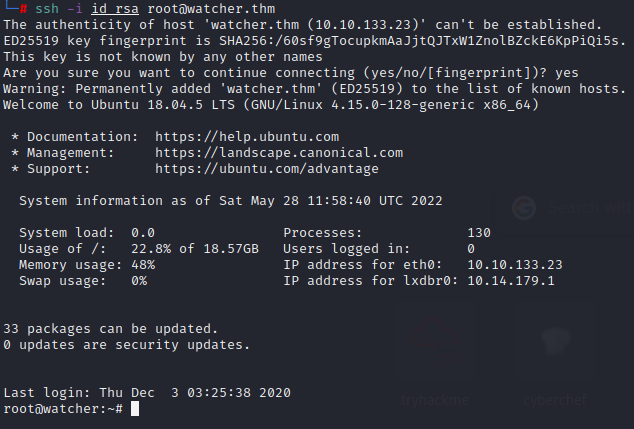 # ssh -i id_rsa root@watcher.thm
The authenticity of host 'watcher.thm (10.10.133.23)' can't be established.
ED25519 key fingerprint is SHA256:/60sf9gTocupkmAaJjtQJTxW1ZnolBZckE6KpPiQi5s.
This key is not known by any other names
Are you sure you want to continue connecting (yes/no/[fingerprint])? yes
Warning: Permanently added 'watcher.thm' (ED25519) to the list of known hosts.
Welcome to Ubuntu 18.04.5 LTS (GNU/Linux 4.15.0-128-generic x86_64)
* Documentation: https://help.ubuntu.com
* Management: https://landscape.canonical.com
* Support: https://ubuntu.com/advantage
System information as of Sat May 28 11:58:40 UTC 2022
System load: 0.0 Processes: 130
Usage of /: 22.8% of 18.57GB Users logged in: 0
Memory usage: 48% IP address for eth0: 10.10.133.23
Swap usage: 0% IP address for lxdbr0: 10.14.179.1
33 packages can be updated.
0 updates are security updates.
Last login: Thu Dec 3 03:25:38 2020
root@watcher:~#
Search with
tryhackme cyberchef